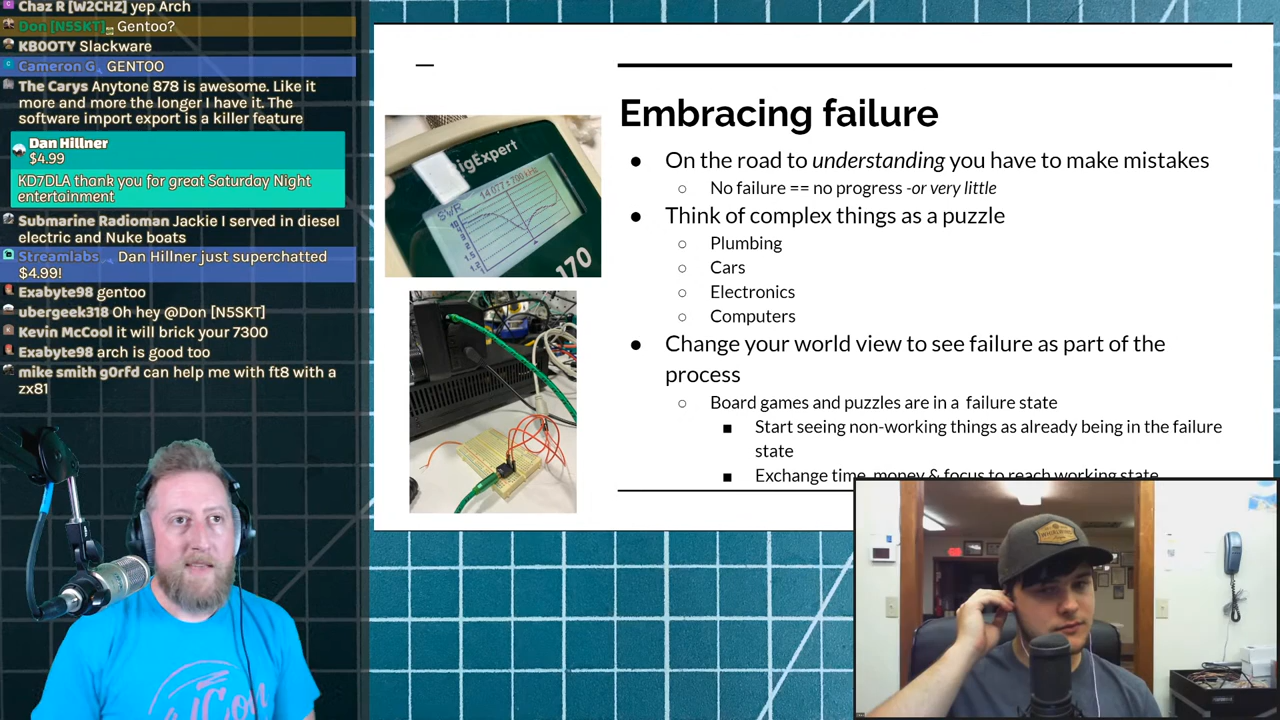 Chaz R [W2CHZ] yep Arch
Don [N5SKT] Gentoo?
KB0OTY Slackware
Cameron G GENTOO
The Carys Anytone 878 is awesome. Like it
more and more the longer I have it. The
software import export is a killer feature
Dan Hillner
$4.99
KD7DLA thank you for great Saturday Night
entertainment
Submarine Radioman Jackie I served in diesel
electric and Nuke boats
Streamlabs Dan Hillner just superchatted
$4.99!
Exabyte98 gentoo
ubergeek318 Oh hey @Don [N5SKT]
Kevin McCool it will brick your 7300
Exabyte98 arch is good too
mike smith g0rfd can help me with ft8 with a
zx81
igExpert
SWR
170
Embracing failure
● On the road to understanding you have to make mistakes
○ No failure == no progress -or very little
● Think of complex things as a puzzle
○ Plumbing
○ Cars
○ Electronics
○ Computers
● Change your world view to see failure as part of the
process
○ Board games and puzzles are in a failure state
■ Start seeing non-working things as already being in the failure
state
■ Exchange time, money & focus to reach working state